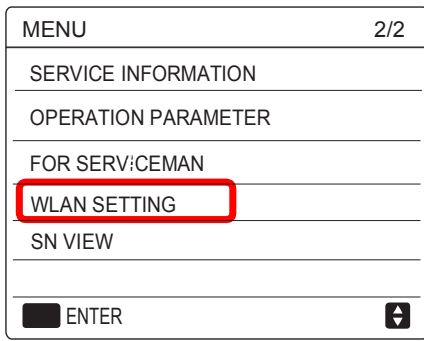 MENU 2/2
SERVICE INFORMATION
OPERATION PARAMETER
FOR SERVICEMAN
WLAN SETTING
SN VIEW
ENTER